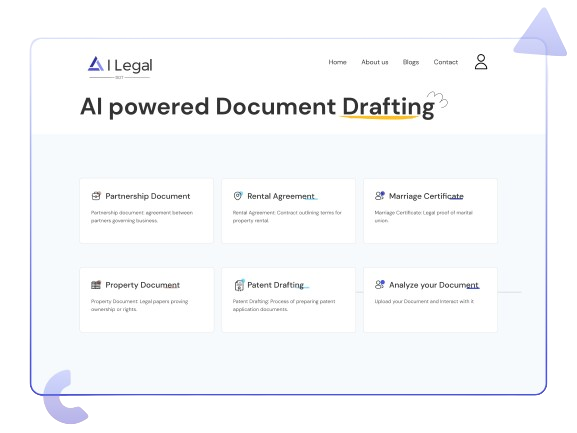 AI Legal
BOT
Home
About us
Blogs
Contact
AI powered Document Drafting
Partnership Document
Partnership document: agreement between
partners governing business.
Rental Agreement
Rental Agreement: Contract outlining terms for
property rental.
Marriage Certificate
Marriage Certificate: Legal proof of marital
union.
Property Document
Property Document: Legal papers proving
ownership or rights.
Patent Drafting
Patent Drafting: Process of preparing patent
application documents.
Analyze your Document
Upload your Document and Interact with it